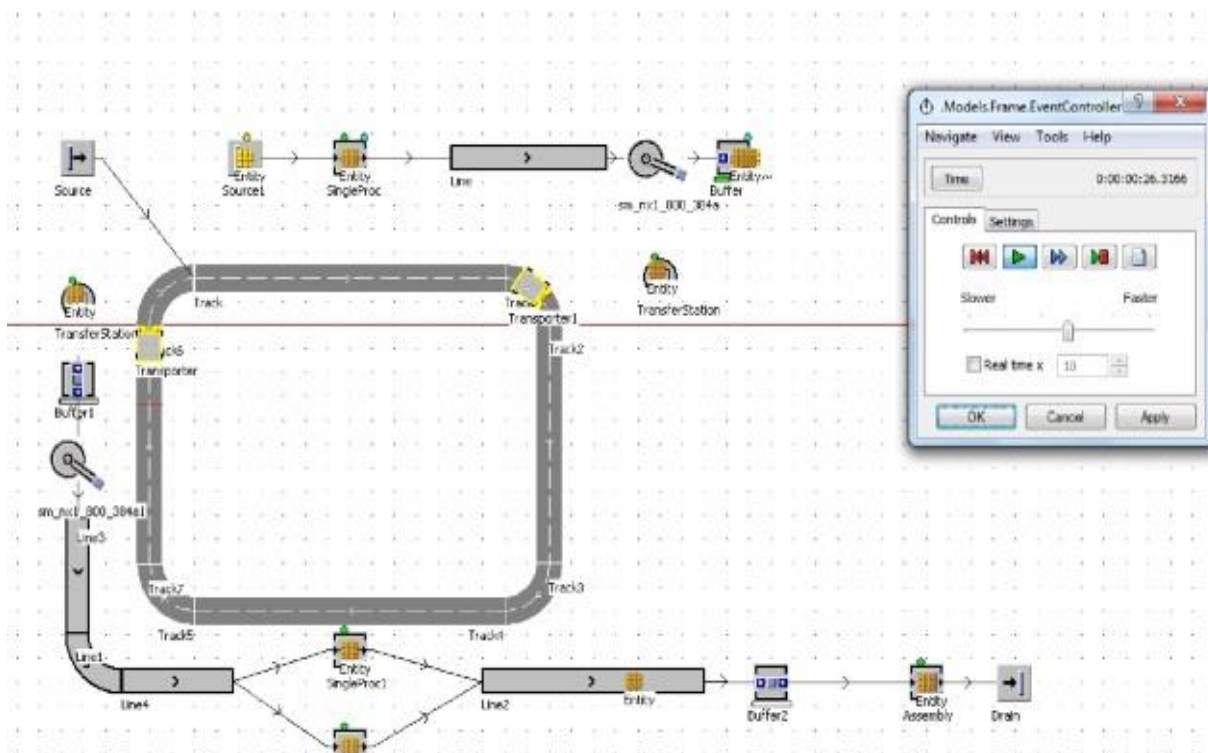 .Models.Frame.EventController
Navigate View Tools Help
Time 0:00:00:26.3166
Controls Settings
Slower Faster
Real time x 10
OK Cancel Apply
Source
Entity
Source1
Entity
SingleProc
Line
sm_mx1_800_384a
Entity
Buffer
Entity
TransferStation
Track
Transporter1
Entity
TransferStation
Track2
Transporter
Buffer1
sm_mx1_800_384a1
Line3
Track7
Track3
Track5
Track4
Line1
Line4
Entity
SingleProc1
Line2
Entity
Buffer2
Entity
Assembly
Drain